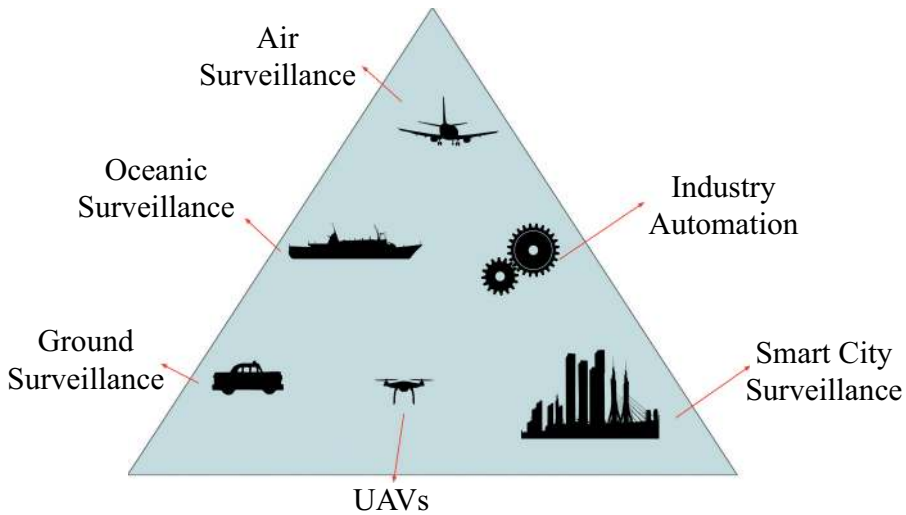 Air
Surveillance
Oceanic
Surveillance
Industry
Automation
Ground
Surveillance
Smart City
Surveillance
UAVs